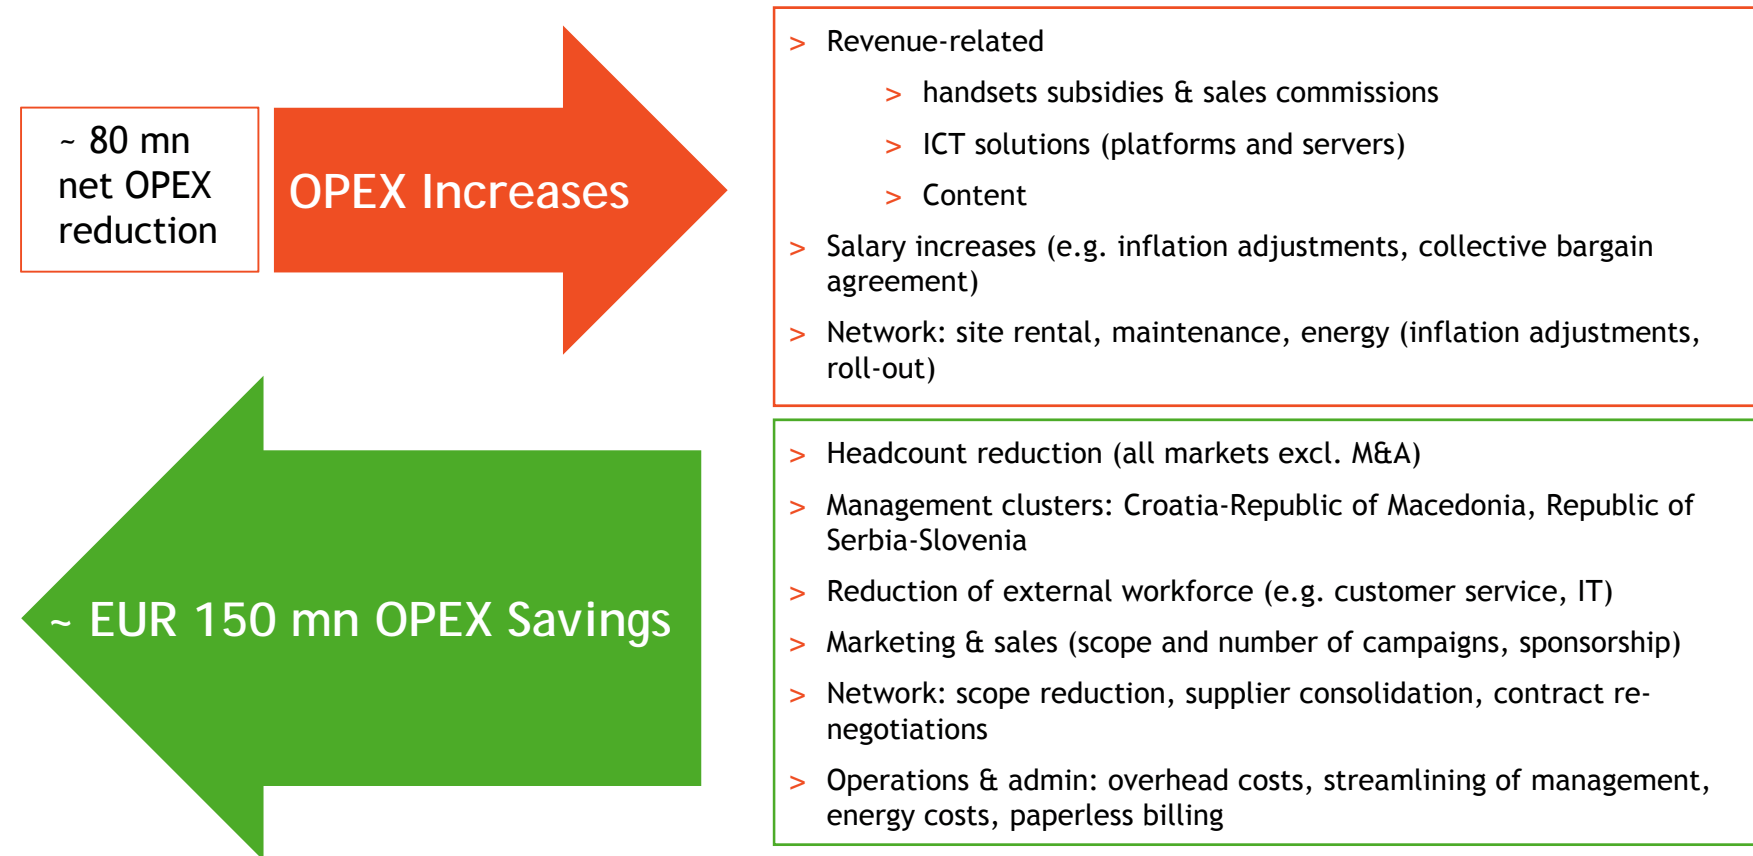 ~ 80 mn
net OPEX
reduction
OPEX Increases
> Revenue-related
> handsets subsidies & sales commissions
> ICT solutions (platforms and servers)
> Content
> Salary increases (e.g. inflation adjustments, collective bargain
agreement)
> Network: site rental, maintenance, energy (inflation adjustments,
roll-out)
~ EUR 150 mn OPEX Savings
> Headcount reduction (all markets excl. M&A)
> Management clusters: Croatia-Republic of Macedonia, Republic of
Serbia-Slovenia
> Reduction of external workforce (e.g. customer service, IT)
> Marketing & sales (scope and number of campaigns, sponsorship)
> Network: scope reduction, supplier consolidation, contract re-
negotiations
> Operations & admin: overhead costs, streamlining of management,
energy costs, paperless billing